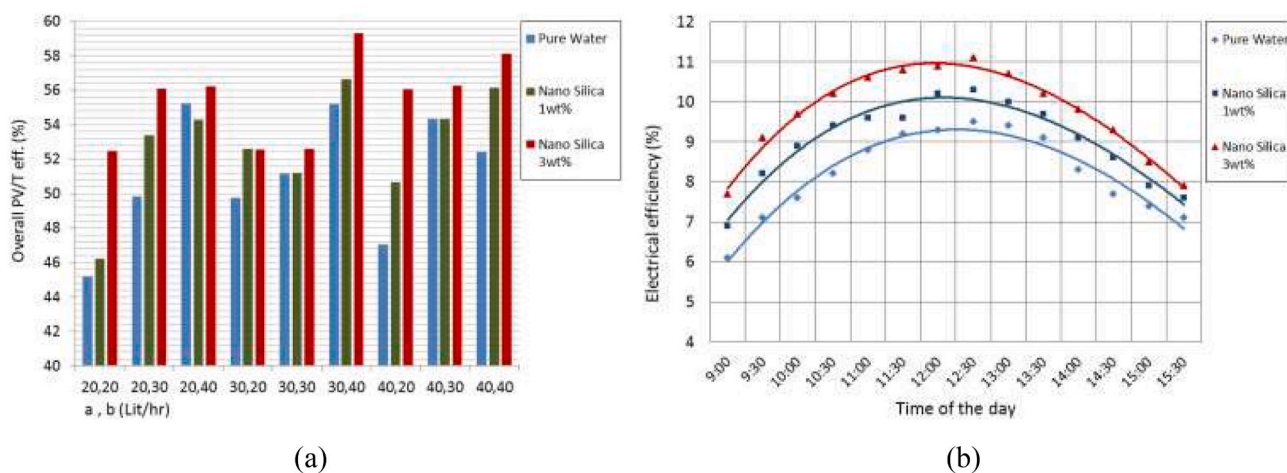 60
58
56
54
52
50
48
46
44
42
40
Overall PV/T eff. (%)
20,20 20,30 20,40 30,20 30,30 30,40 40,20 40,30 40,40
a , b (Lit/hr)
Pure Water
Nano Silica
1wt%
Nano Silica
3wt%
(a)
12
11
10
9
8
7
6
5
4
Electrical efficiency (%)
9:00 9:30 10:00 10:30 11:00 11:30 12:00 12:30 13:00 13:30 14:00 14:30 15:00 15:30
Time of the day
Pure Water
Nano Silica
1wt%
Nano Silica
3wt%
(b)